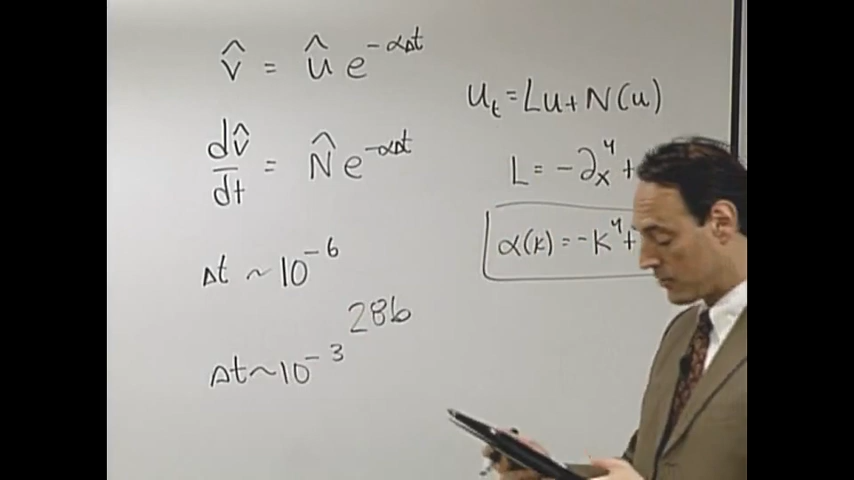 v̂ = û e^{-αΔt}
dv̂/dt = N̂ e^{-αΔt}
Δt ~ 10^{-6}
286
Δt ~ 10^{-3}
u_t = Lu + N(u)
L = -∂_x^4 +
α(k) = -k^4 +